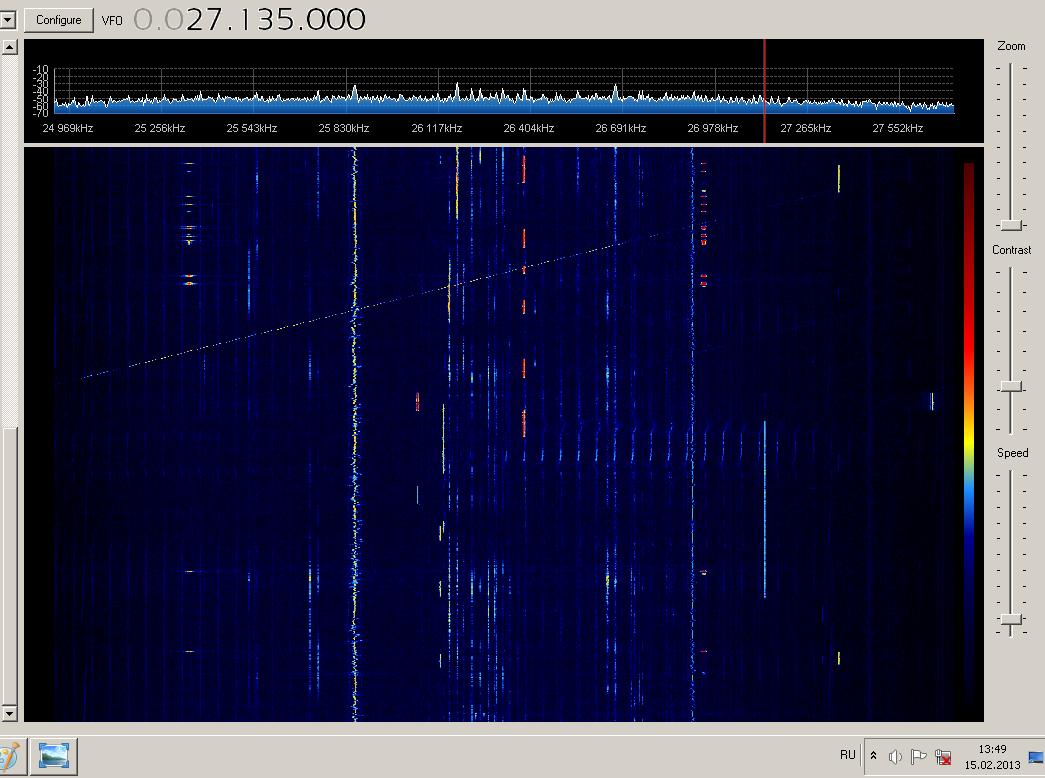 Configure VFO 0.027.135.000
Zoom
-10
-20
-30
-40
-50
-60
-70
24 969kHz 25 256kHz 25 543kHz 25 830kHz 26 117kHz 26 404kHz 26 691kHz 26 978kHz 27 265kHz 27 552kHz
Contrast
Speed
RU 13:49
15.02.2013